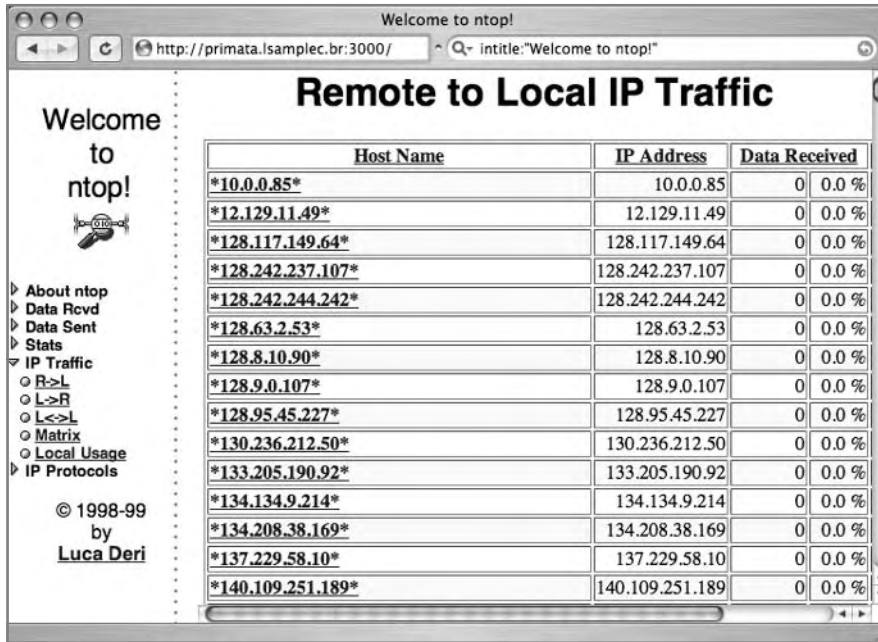 Welcome to ntop!
http://primata.lsamplec.br:3000/
intitle:"Welcome to ntop!"
Welcome
to
ntop!
About ntop
Data Rcvd
Data Sent
Stats
IP Traffic
R->L
L->R
L<->L
Matrix
Local Usage
IP Protocols
© 1998-99
by
Luca Deri
Remote to Local IP Traffic
Host Name IP Address Data Received
*10.0.0.85* 10.0.0.85 0 0.0 %
*12.129.11.49* 12.129.11.49 0 0.0 %
*128.117.149.64* 128.117.149.64 0 0.0 %
*128.242.237.107* 128.242.237.107 0 0.0 %
*128.242.244.242* 128.242.244.242 0 0.0 %
*128.63.2.53* 128.63.2.53 0 0.0 %
*128.8.10.90* 128.8.10.90 0 0.0 %
*128.9.0.107* 128.9.0.107 0 0.0 %
*128.95.45.227* 128.95.45.227 0 0.0 %
*130.236.212.50* 130.236.212.50 0 0.0 %
*133.205.190.92* 133.205.190.92 0 0.0 %
*134.134.9.214* 134.134.9.214 0 0.0 %
*134.208.38.169* 134.208.38.169 0 0.0 %
*137.229.58.10* 137.229.58.10 0 0.0 %
*140.109.251.189* 140.109.251.189 0 0.0 %